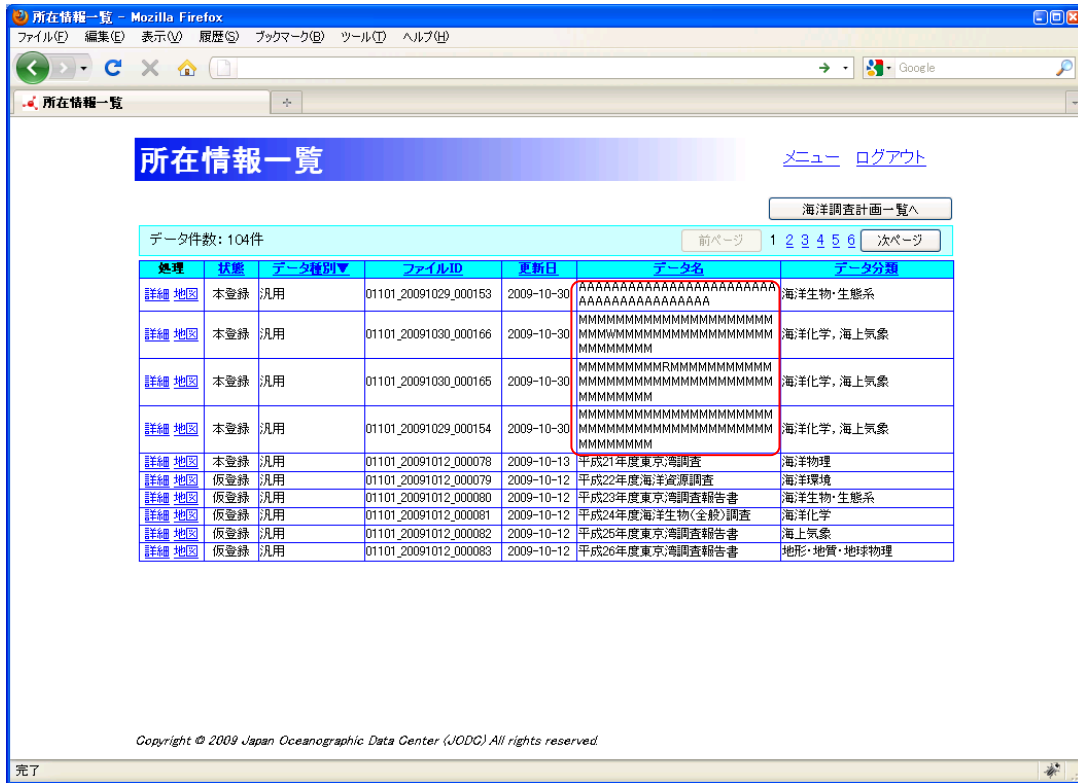 所在情報一覧 - Mozilla Firefox
ファイル(F) 編集(E) 表示(V) 履歴(S) ブックマーク(B) ツール(T) ヘルプ(H)
Google
所在情報一覧
所在情報一覧
メニュー ログアウト
海洋調査計画一覧へ
データ件数: 104件 前ページ 1 2 3 4 5 6 次ページ
処理 状態 データ種別▼ ファイルID 更新日 データ名 データ分類
詳細 地図 本登録 汎用 01101_20091029_000153 2009-10-30 AAAAAAAAAAAAAAAAAAAAAAAA 海洋生物・生態系
AAAAAAAAAAAAAAAA
詳細 地図 本登録 汎用 01101_20091030_000166 2009-10-30 MMMMMMMMMMMMMMMMMMMMM 海洋化学, 海上気象
MMMWMMMMMMMMMMMMMMMMM
MMMMMMMM
詳細 地図 本登録 汎用 01101_20091030_000165 2009-10-30 MMMMMMMMMRMMMMMMMMMMM 海洋化学, 海上気象
MMMMMMMMMMMMMMMMMMMMM
MMMMMMMM
詳細 地図 本登録 汎用 01101_20091029_000154 2009-10-30 MMMMMMMMMMMMMMMMMMMMM 海洋化学, 海上気象
MMMMMMMMMMMMMMMMMMMMM
MMMMMMMM
詳細 地図 本登録 汎用 01101_20091012_000078 2009-10-13 平成21年度東京湾調査 海洋物理
詳細 地図 仮登録 汎用 01101_20091012_000079 2009-10-12 平成22年度海洋資源調査 海洋環境
詳細 地図 仮登録 汎用 01101_20091012_000080 2009-10-12 平成23年度東京湾調査報告書 海洋生物・生態系
詳細 地図 仮登録 汎用 01101_20091012_000081 2009-10-12 平成24年度海洋生物(全般)調査 海洋化学
詳細 地図 仮登録 汎用 01101_20091012_000082 2009-10-12 平成25年度東京湾調査報告書 海上気象
詳細 地図 仮登録 汎用 01101_20091012_000083 2009-10-12 平成26年度東京湾調査報告書 地形・地質・地球物理
Copyright © 2009 Japan Oceanographic Data Center (JODC) All rights reserved.
完了